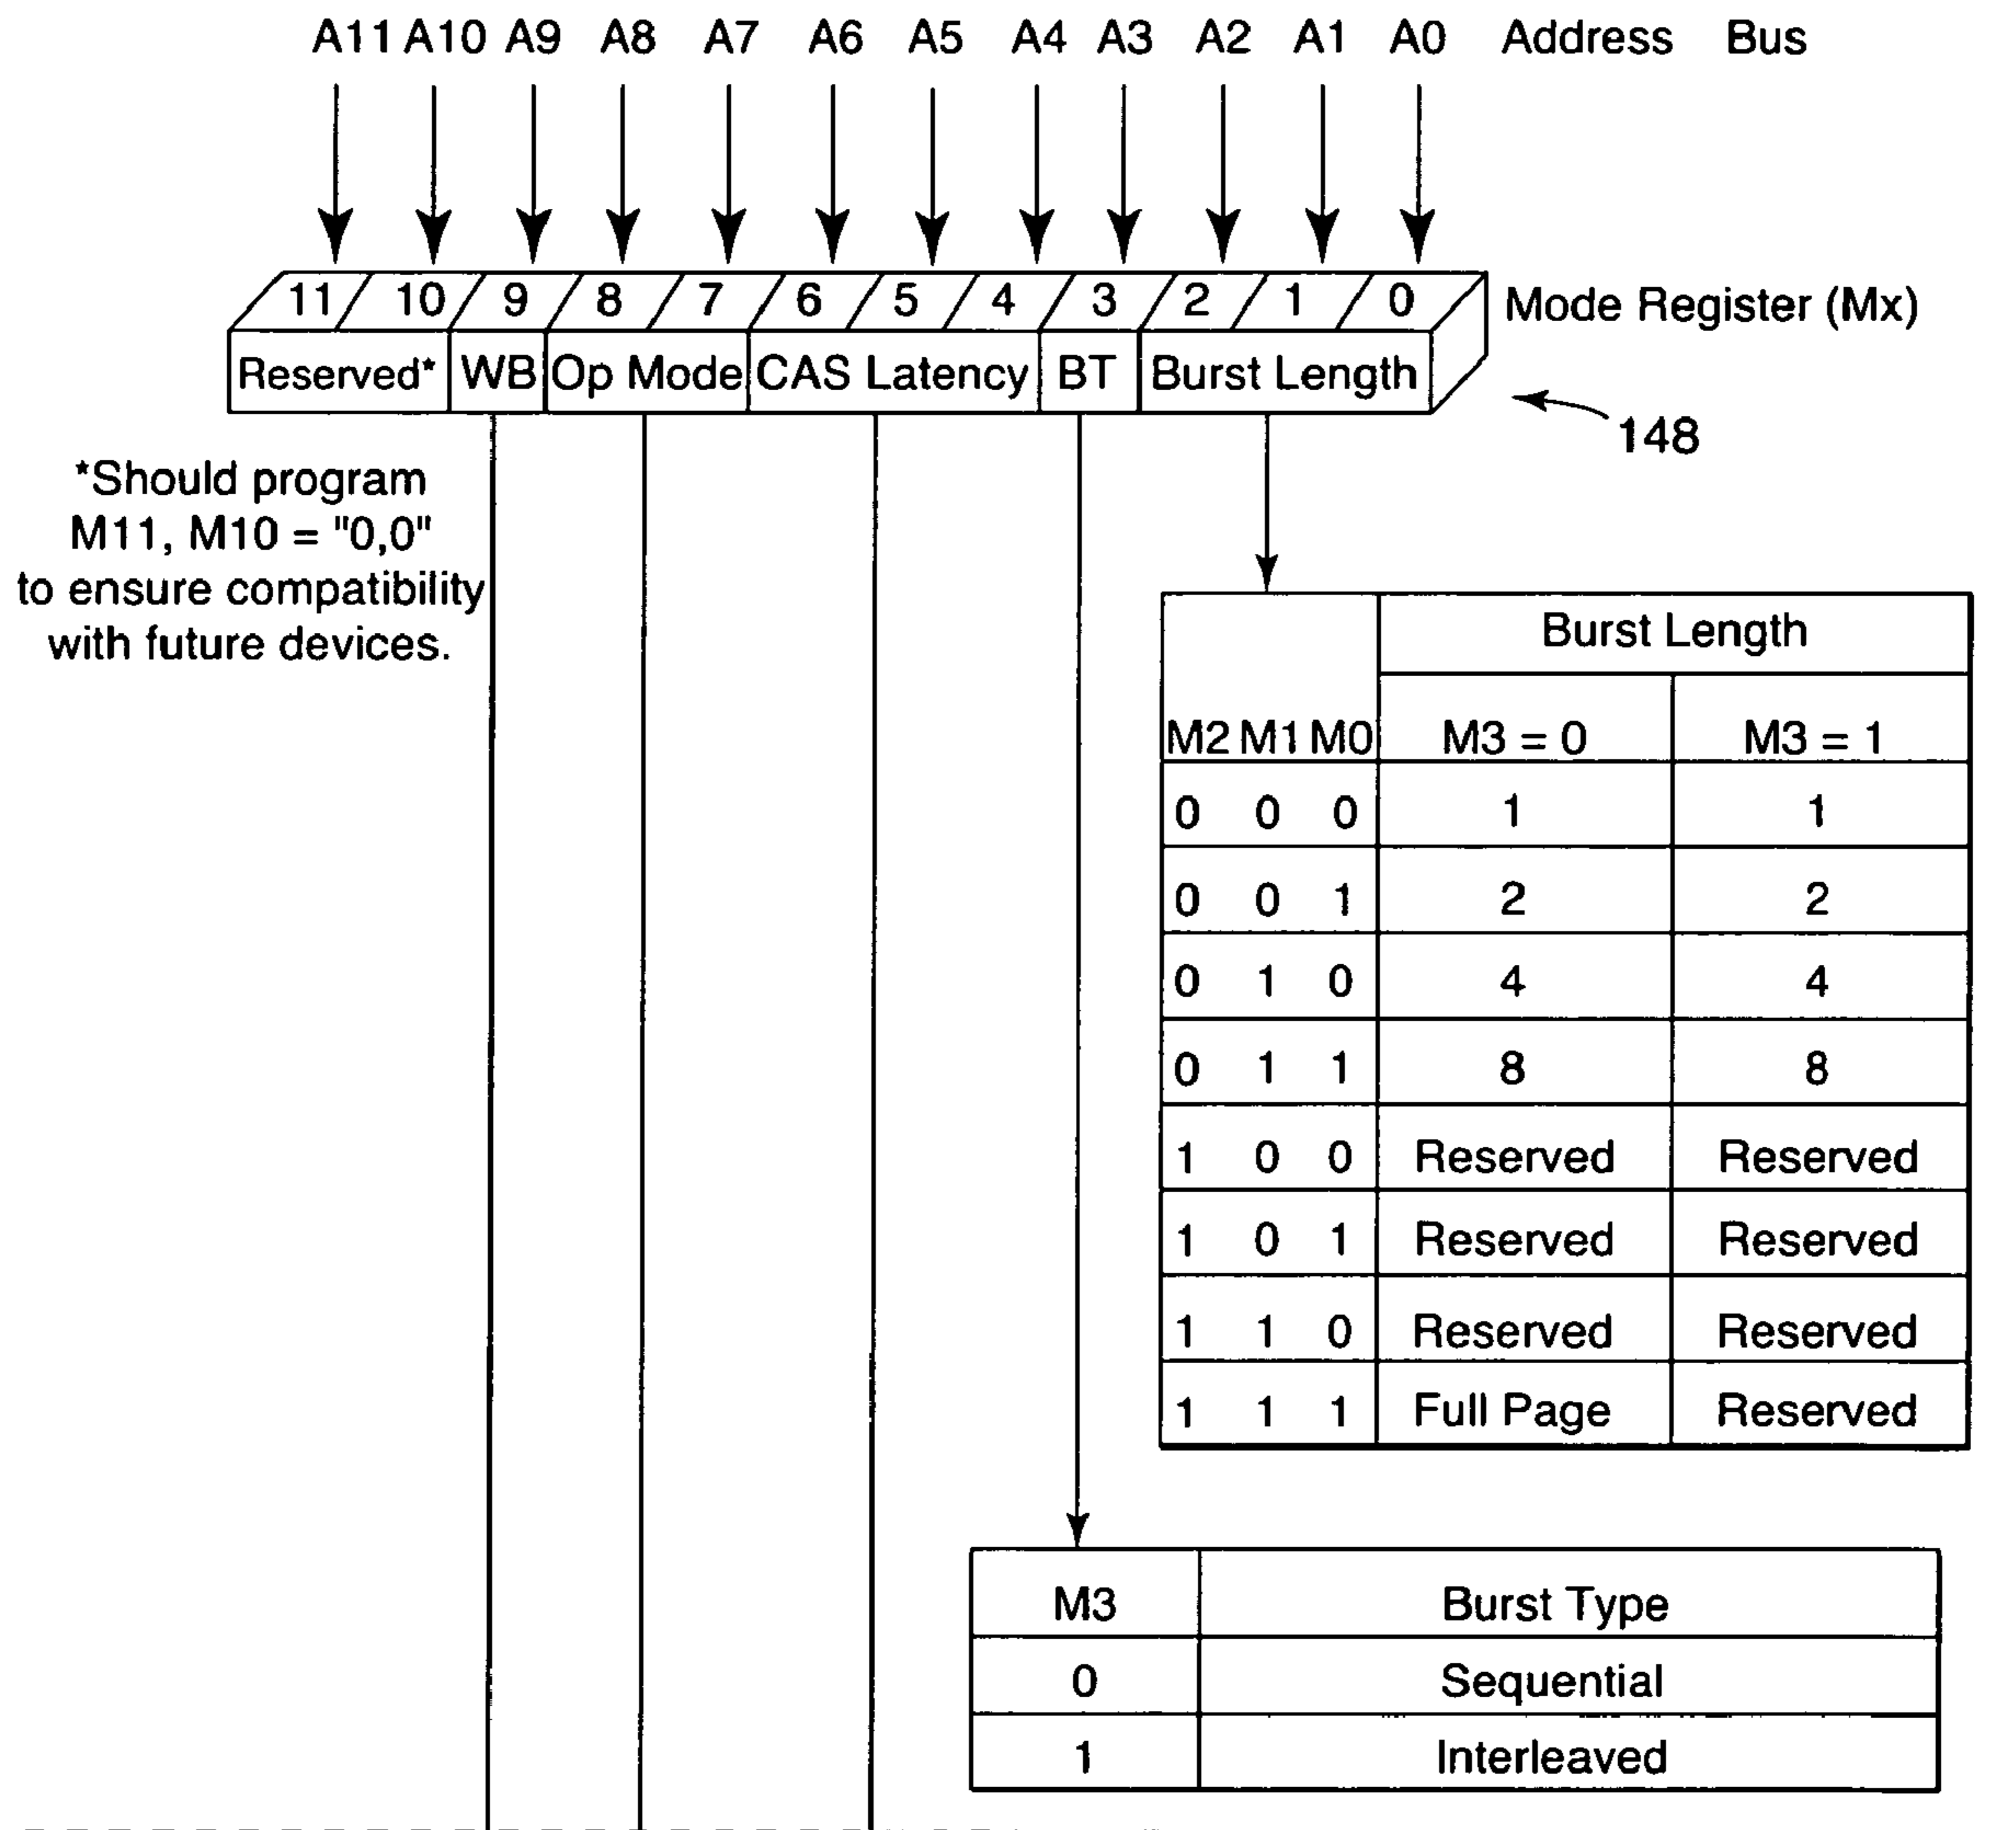 A11 A10 A9 A8 A7 A6 A5 A4 A3 A2 A1 A0 Address Bus
11 10 9 8 7 6 5 4 3 2 1 0 Mode Register (Mx)
Reserved* WB Op Mode CAS Latency BT Burst Length
148
*Should program
M11, M10 = "0,0"
to ensure compatibility
with future devices.
Burst Length
M2 M1 M0 M3 = 0 M3 = 1
0 0 0 1 1
0 0 1 2 2
0 1 0 4 4
0 1 1 8 8
1 0 0 Reserved Reserved
1 0 1 Reserved Reserved
1 1 0 Reserved Reserved
1 1 1 Full Page Reserved
M3 Burst Type
0 Sequential
1 Interleaved